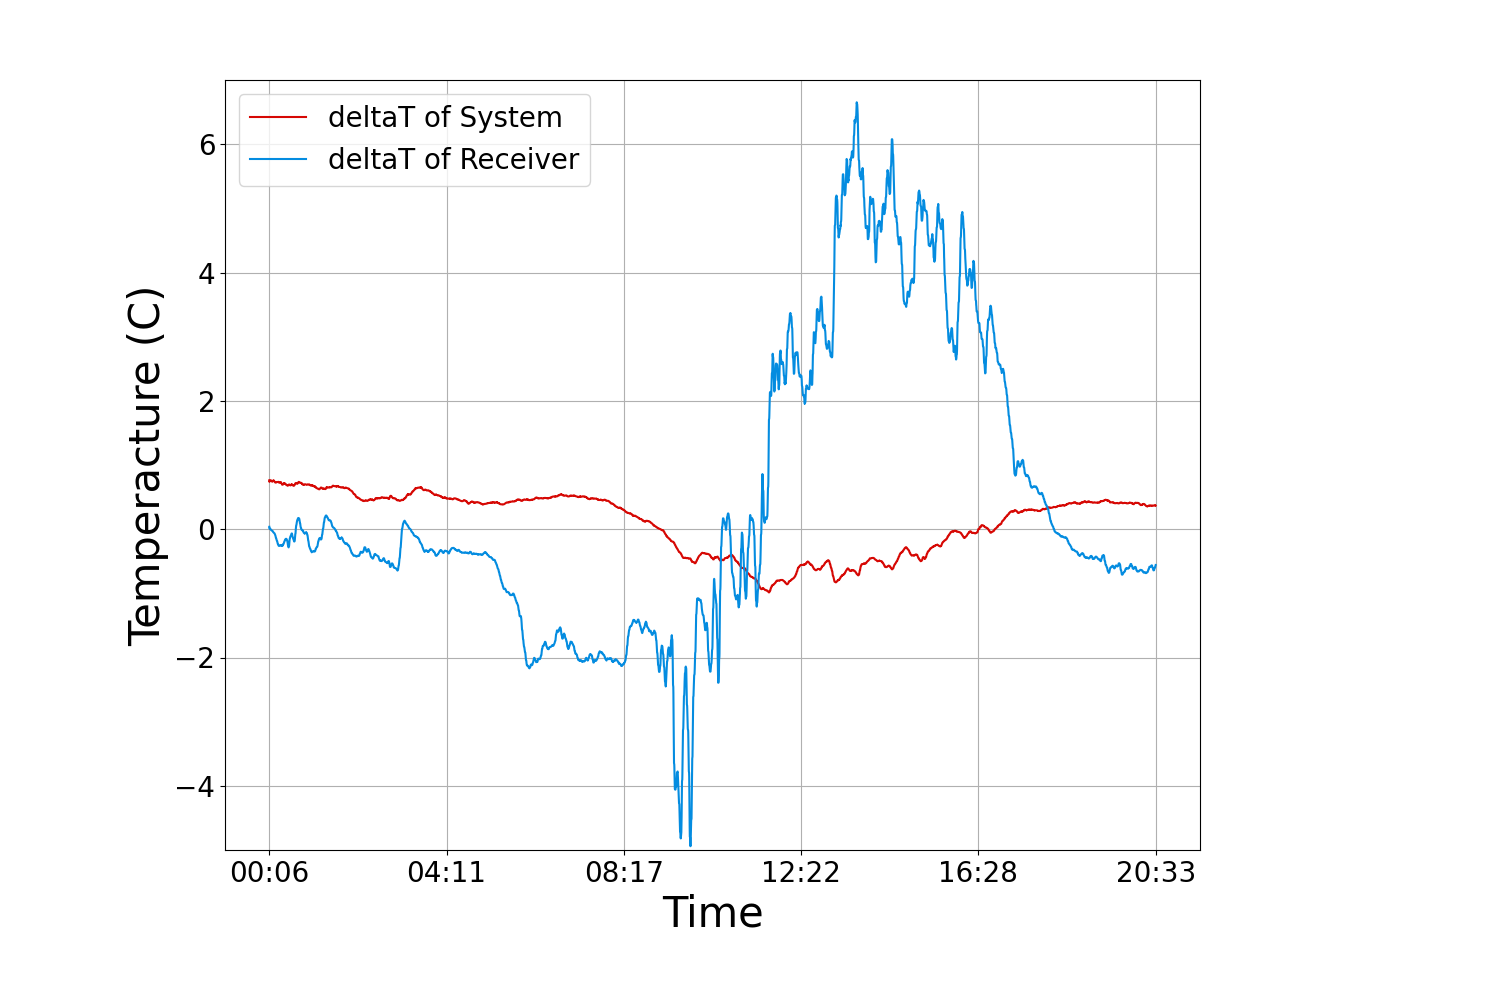 deltaT of System
deltaT of Receiver
6
4
2
0
−2
−4
Temperacture (C)
00:06 04:11 08:17 12:22 16:28 20:33
Time